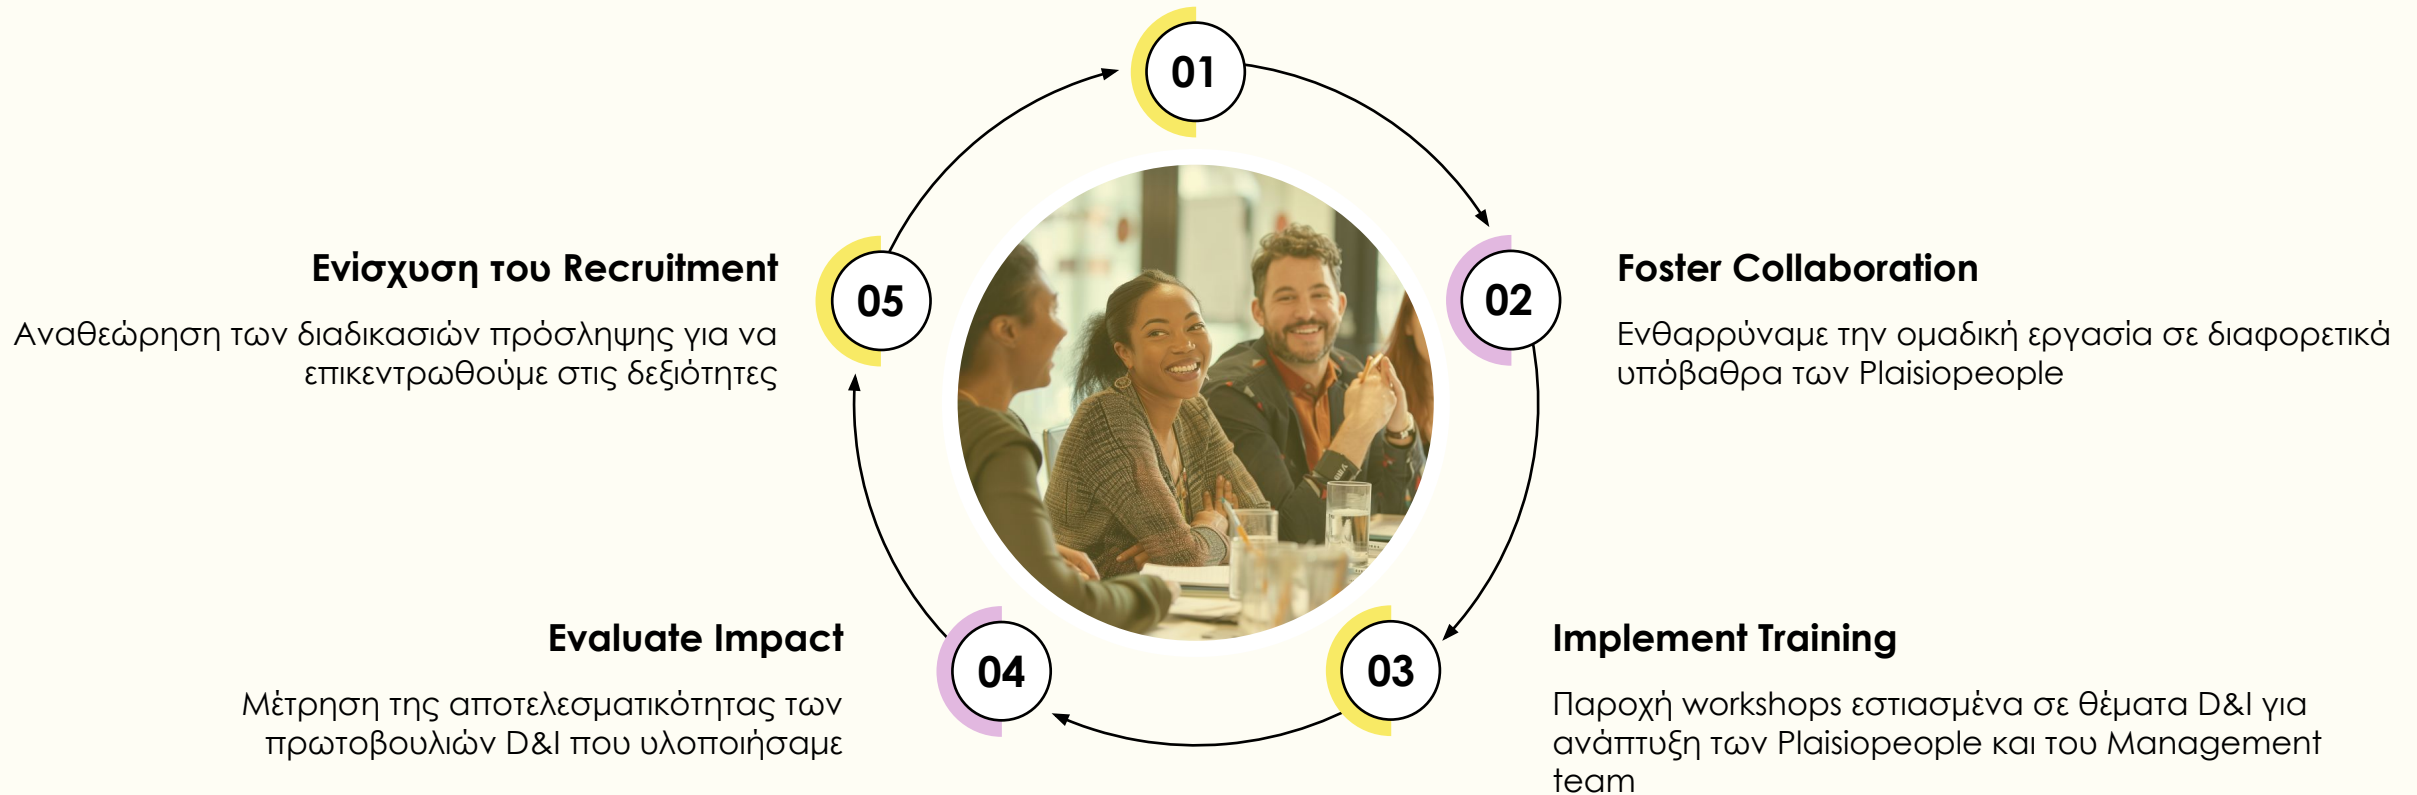 01
02
Foster Collaboration
Ενθαρρύναμε την ομαδική εργασία σε διαφορετικά
υπόβαθρα των Plaisiopeople
03
Implement Training
Παροχή workshops εστιασμένα σε θέματα D&I για
ανάπτυξη των Plaisiopeople και του Management
team
04
Evaluate Impact
Μέτρηση της αποτελεσματικότητας των
πρωτοβουλιών D&I που υλοποιήσαμε
05
Ενίσχυση του Recruitment
Αναθεώρηση των διαδικασιών πρόσληψης για να
επικεντρωθούμε στις δεξιότητες